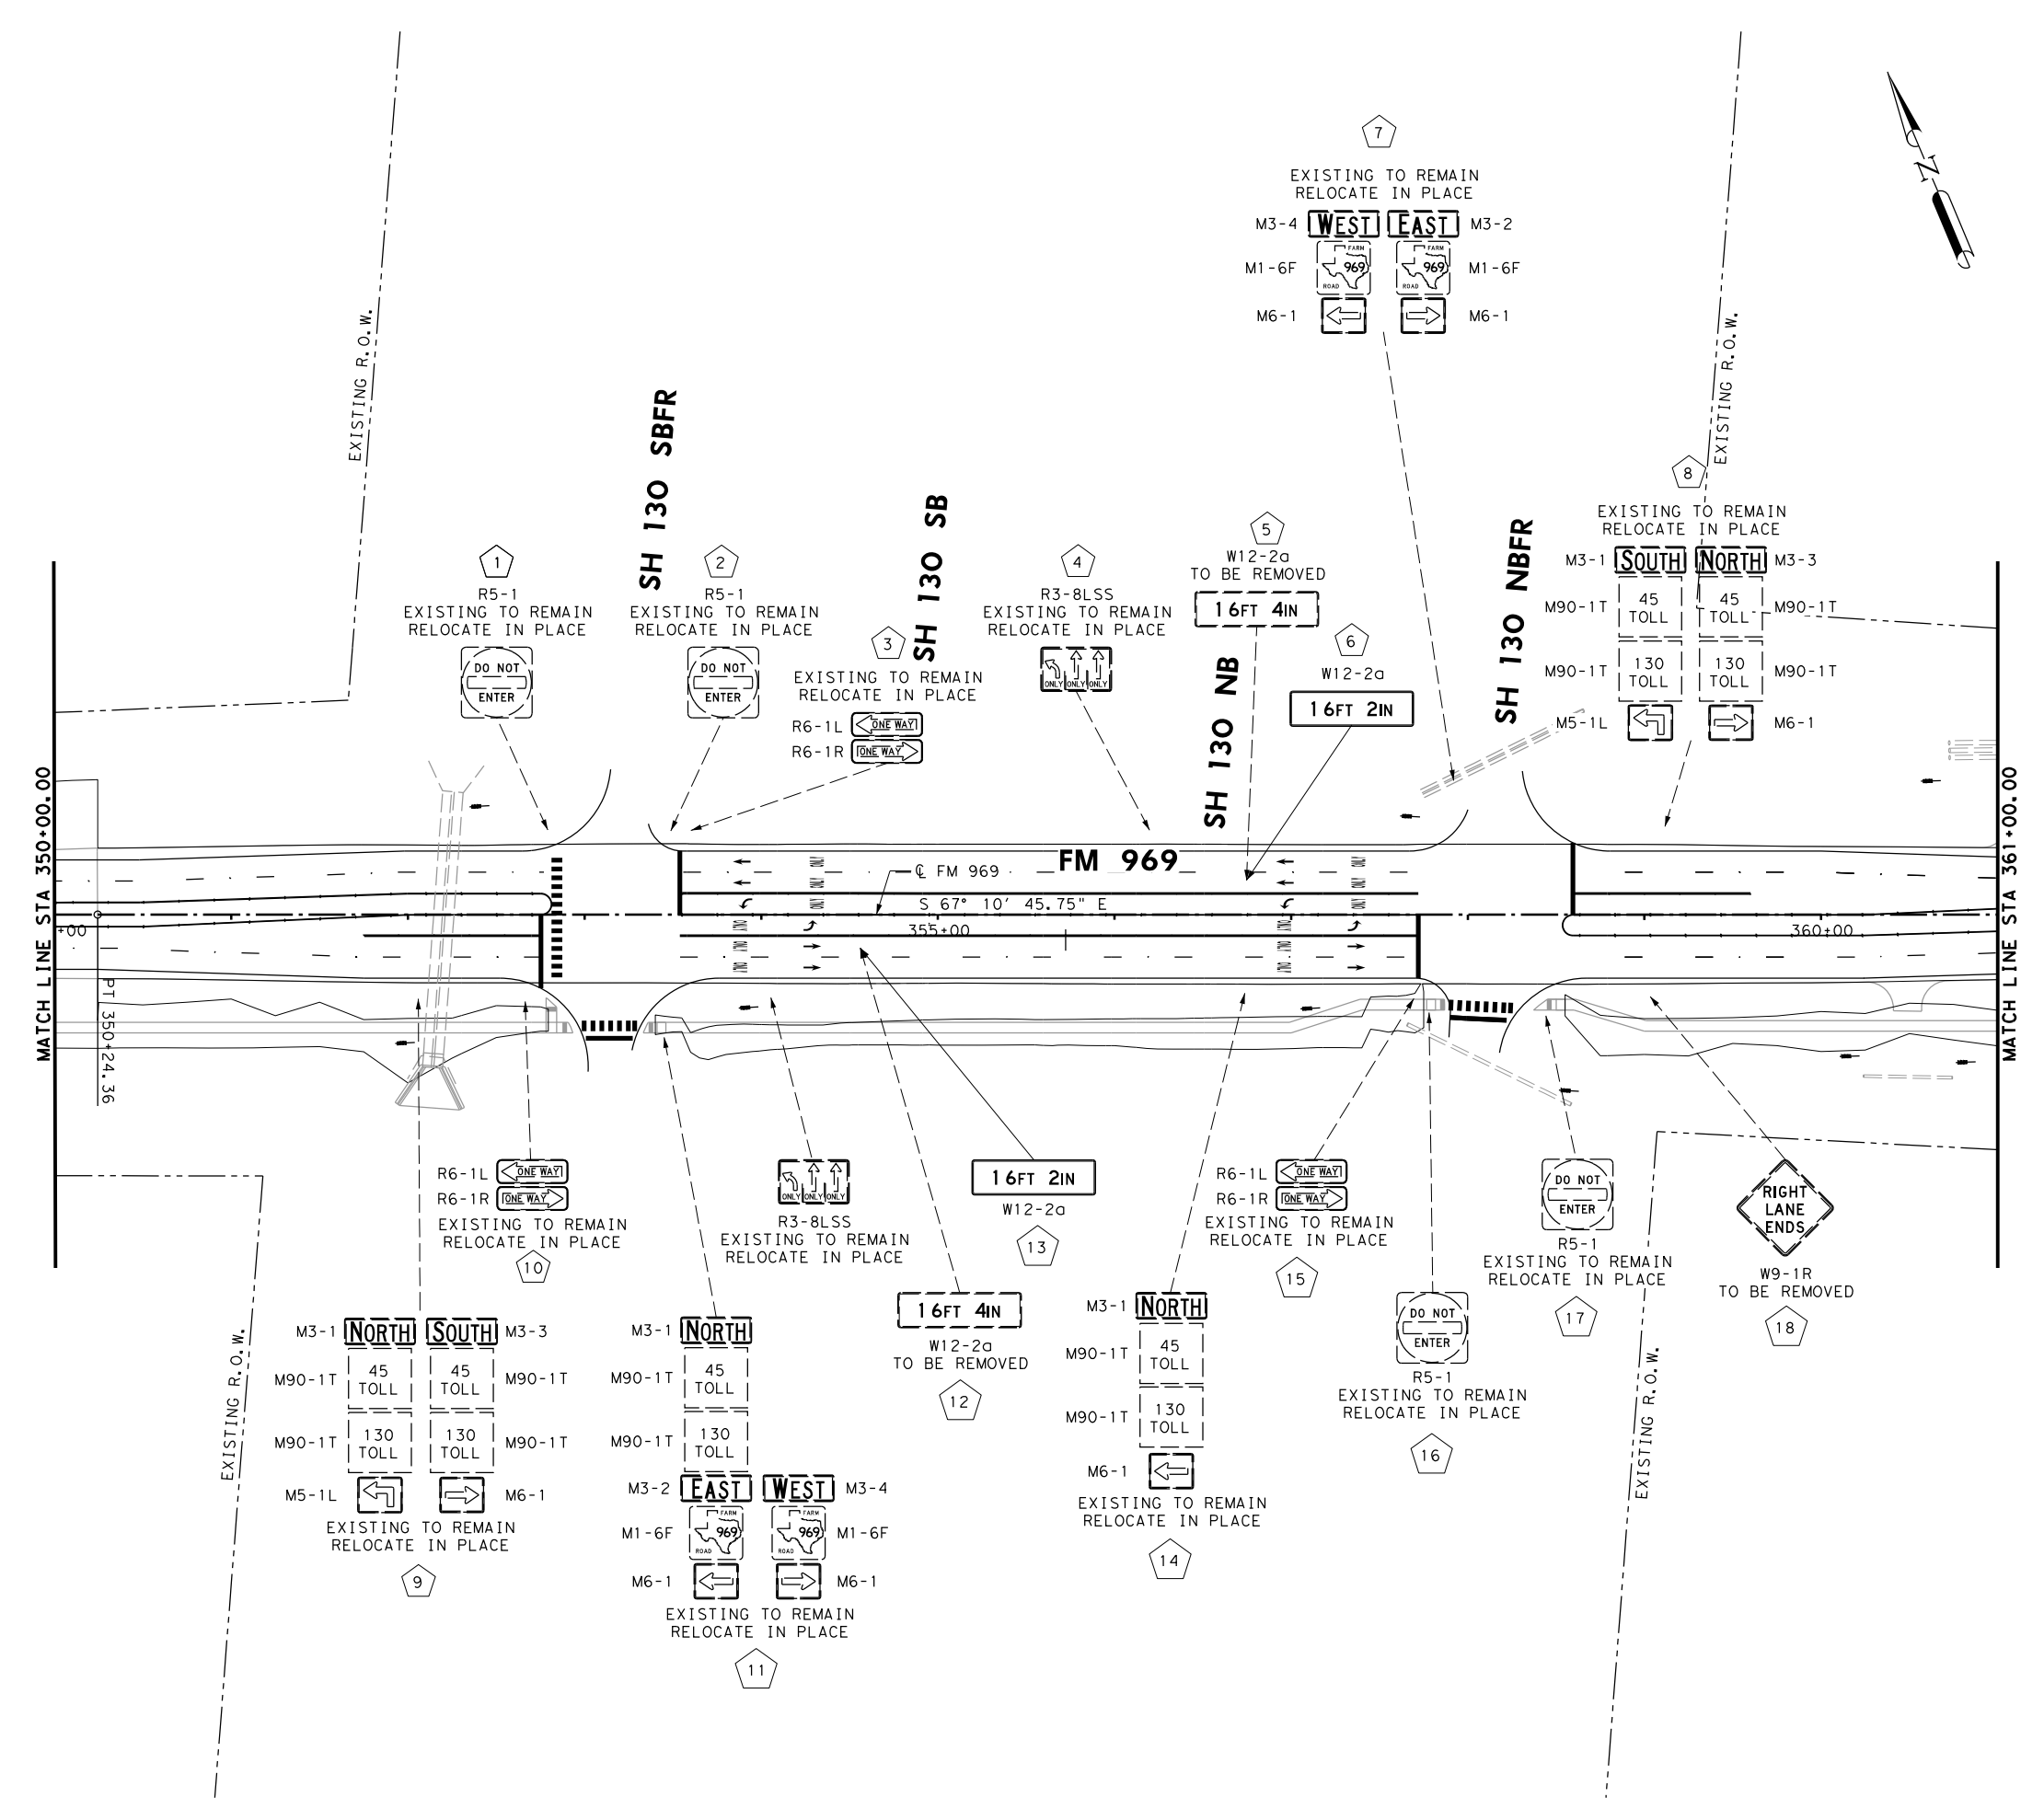 7
EXISTING TO REMAIN
RELOCATE IN PLACE
M3-4 WEST EAST M3-2
M1-6F FARM 969 ROAD FARM 969 ROAD M1-6F
M6-1 M6-1
N
EXISTING R.O.W.
EXISTING R.O.W.
SH 130 SBFR
SH 130 SB
SH 130 NB
SH 130 NBFR
8
EXISTING TO REMAIN
RELOCATE IN PLACE
M3-1 SOUTH NORTH M3-3
M90-1T 45 TOLL 45 TOLL M90-1T
M90-1T 130 TOLL 130 TOLL M90-1T
M5-1L M6-1
1
R5-1
EXISTING TO REMAIN
RELOCATE IN PLACE
DO NOT
ENTER
2
R5-1
EXISTING TO REMAIN
RELOCATE IN PLACE
DO NOT
ENTER
3
EXISTING TO REMAIN
RELOCATE IN PLACE
R6-1L ONE WAY
R6-1R ONE WAY
4
R3-8LSS
EXISTING TO REMAIN
RELOCATE IN PLACE
ONLY ONLY ONLY
5
W12-2a
TO BE REMOVED
16FT 4IN
6
W12-2a
16FT 2IN
MATCH LINE STA 350+00.00
MATCH LINE STA 361+00.00
FM 969
℄ FM 969
S 67° 10' 45.75" E
ONLY ONLY
ONLY ONLY
ONLY ONLY
ONLY ONLY
ONLY ONLY
ONLY ONLY
+00
355+00
360+00
PT 350+24.36
R6-1L ONE WAY
R6-1R ONE WAY
EXISTING TO REMAIN
RELOCATE IN PLACE
10
ONLY ONLY ONLY
R3-8LSS
EXISTING TO REMAIN
RELOCATE IN PLACE
16FT 2IN
W12-2a
13
R6-1L ONE WAY
R6-1R ONE WAY
EXISTING TO REMAIN
RELOCATE IN PLACE
15
DO NOT
ENTER
R5-1
EXISTING TO REMAIN
RELOCATE IN PLACE
17
RIGHT
LANE
ENDS
W9-1R
TO BE REMOVED
18
M3-1 NORTH SOUTH M3-3
M90-1T 45 TOLL 45 TOLL M90-1T
M90-1T 130 TOLL 130 TOLL M90-1T
M5-1L M6-1
EXISTING TO REMAIN
RELOCATE IN PLACE
9
M3-1 NORTH
M90-1T 45 TOLL
M90-1T 130 TOLL
M3-2 EAST WEST M3-4
M1-6F FARM 969 ROAD FARM 969 ROAD M1-6F
M6-1 M6-1
EXISTING TO REMAIN
RELOCATE IN PLACE
11
16FT 4IN
W12-2a
TO BE REMOVED
12
M3-1 NORTH
M90-1T 45 TOLL
M90-1T 130 TOLL
M6-1
EXISTING TO REMAIN
RELOCATE IN PLACE
14
DO NOT
ENTER
R5-1
EXISTING TO REMAIN
RELOCATE IN PLACE
16
EXISTING R.O.W.
EXISTING R.O.W.